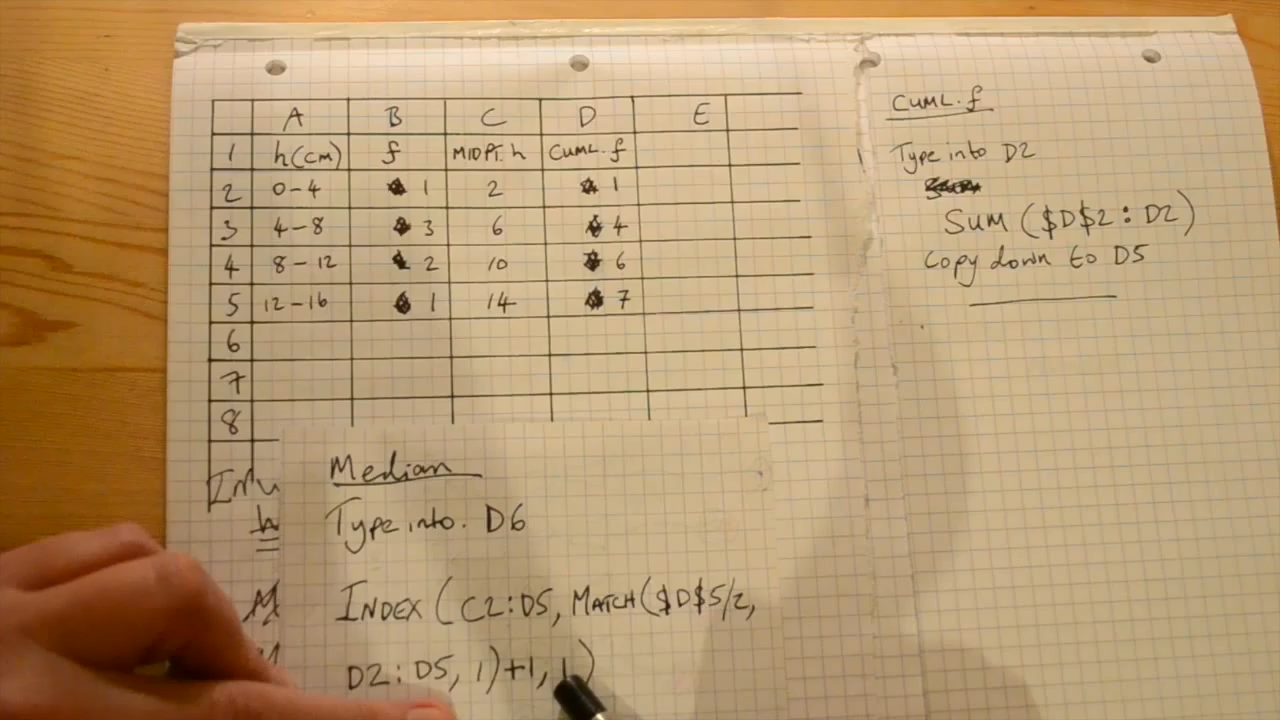 A B C D E
1 h(cm) f MIDPT. h CUML. f
2 0-4 1 2 1
3 4-8 3 6 4
4 8-12 2 10 6
5 12-16 1 14 7
6
7
8
Median
Type into. D6
INDEX ( C2:D5, MATCH($D$5/2,
D2: D5, 1)+1, 1)
CUML. f
Type into D2
SUM ($D$2 : D2)
Copy down to D5